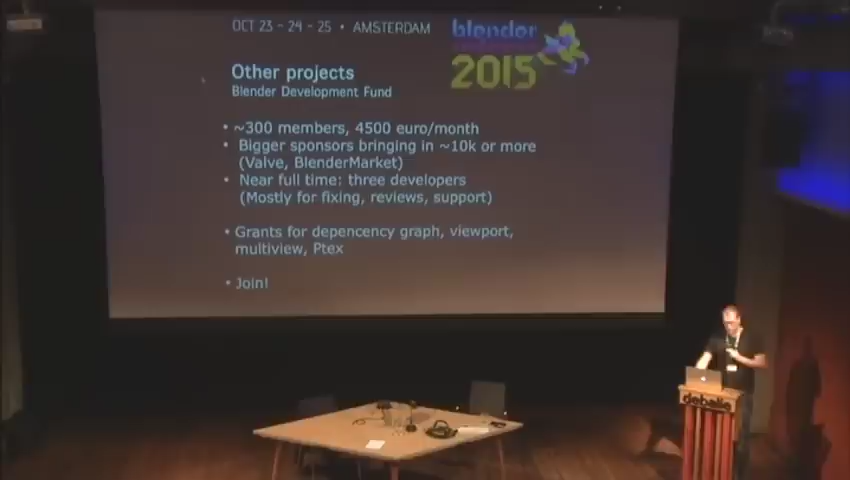 OCT 23 - 24 - 25 • AMSTERDAM
blender
2015
Other projects
Blender Development Fund
• ~300 members, 4500 euro/month
• Bigger sponsors bringing in ~10k or more
(Valve, BlenderMarket)
• Near full time: three developers
(Mostly for fixing, reviews, support)
• Grants for depencency graph, viewport,
multiview, Ptex
• Join!
debalie